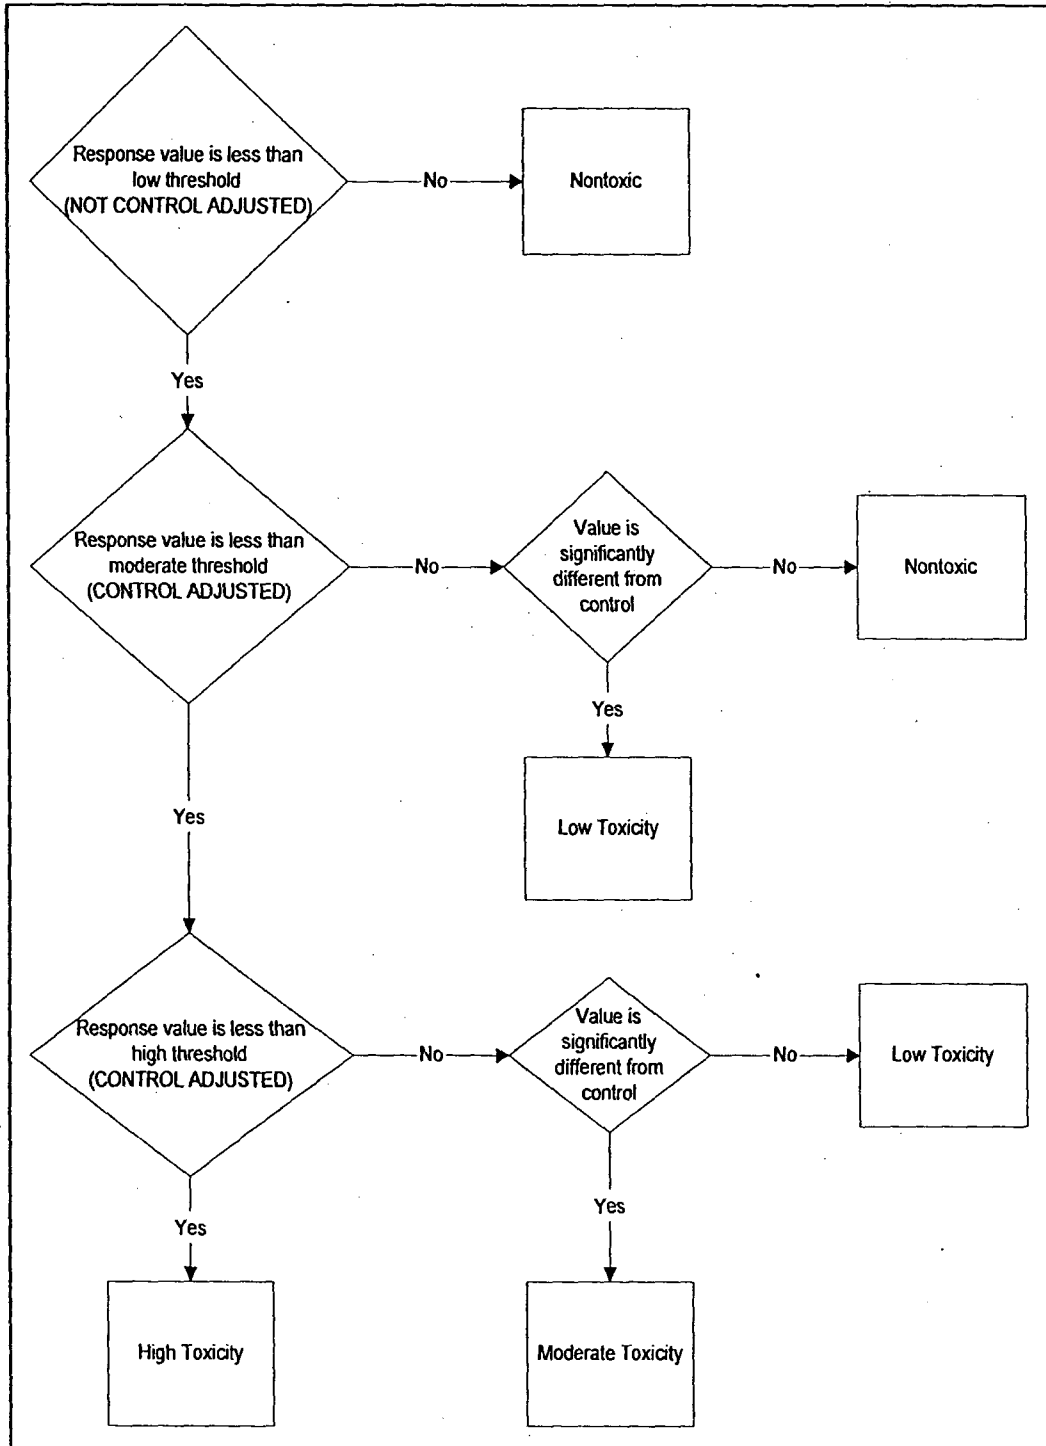 Response value is less than
low threshold
(NOT CONTROL ADJUSTED)
No
Nontoxic
Yes
Response value is less than
moderate threshold
(CONTROL ADJUSTED)
No
Value is
significantly
different from
control
No
Nontoxic
Yes
Low Toxicity
Yes
Response value is less than
high threshold
(CONTROL ADJUSTED)
No
Value is
significantly
different from
control
No
Low Toxicity
Yes
Yes
High Toxicity
Moderate Toxicity